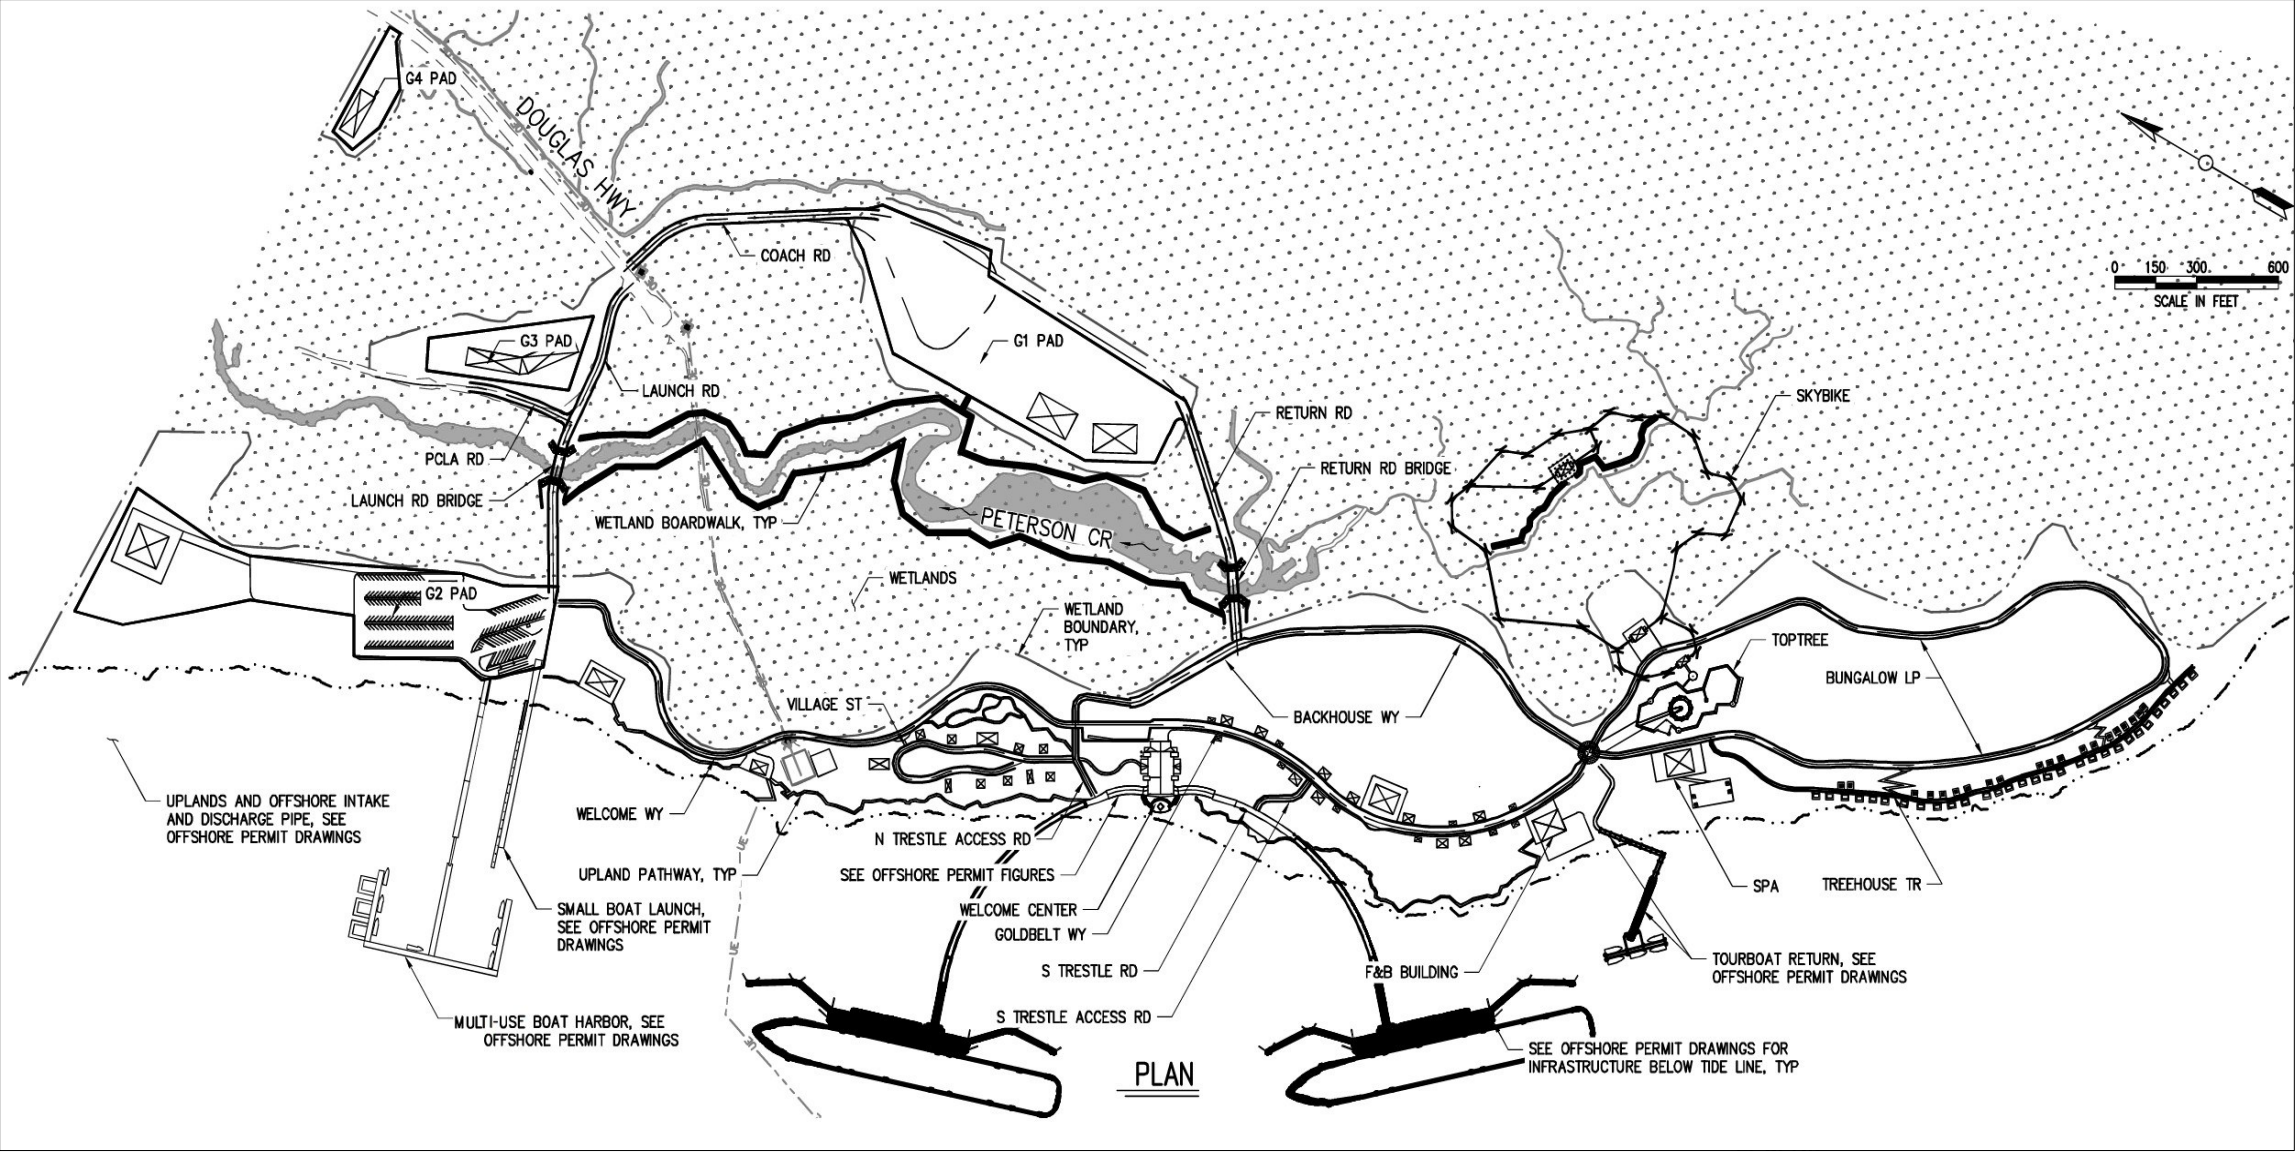 G4 PAD
DOUGLAS HWY
COACH RD
0 150 300 600
SCALE IN FEET
G3 PAD
G1 PAD
LAUNCH RD
SKYBIKE
RETURN RD
PCLA RD
RETURN RD BRIDGE
LAUNCH RD BRIDGE
WETLAND BOARDWALK, TYP
PETERSON CR
WETLANDS
G2 PAD
WETLAND
BOUNDARY,
TYP
TOPTREE
BUNGALOW LP
VILLAGE ST
BACKHOUSE WY
UPLANDS AND OFFSHORE INTAKE
AND DISCHARGE PIPE, SEE
OFFSHORE PERMIT DRAWINGS
WELCOME WY
N TRESTLE ACCESS RD
UPLAND PATHWAY, TYP
SEE OFFSHORE PERMIT FIGURES
SPA
TREEHOUSE TR
SMALL BOAT LAUNCH,
SEE OFFSHORE PERMIT
DRAWINGS
WELCOME CENTER
GOLDBELT WY
S TRESTLE RD
F&B BUILDING
TOURBOAT RETURN, SEE
OFFSHORE PERMIT DRAWINGS
S TRESTLE ACCESS RD
MULTI-USE BOAT HARBOR, SEE
OFFSHORE PERMIT DRAWINGS
SEE OFFSHORE PERMIT DRAWINGS FOR
INFRASTRUCTURE BELOW TIDE LINE, TYP
PLAN
UE
UE